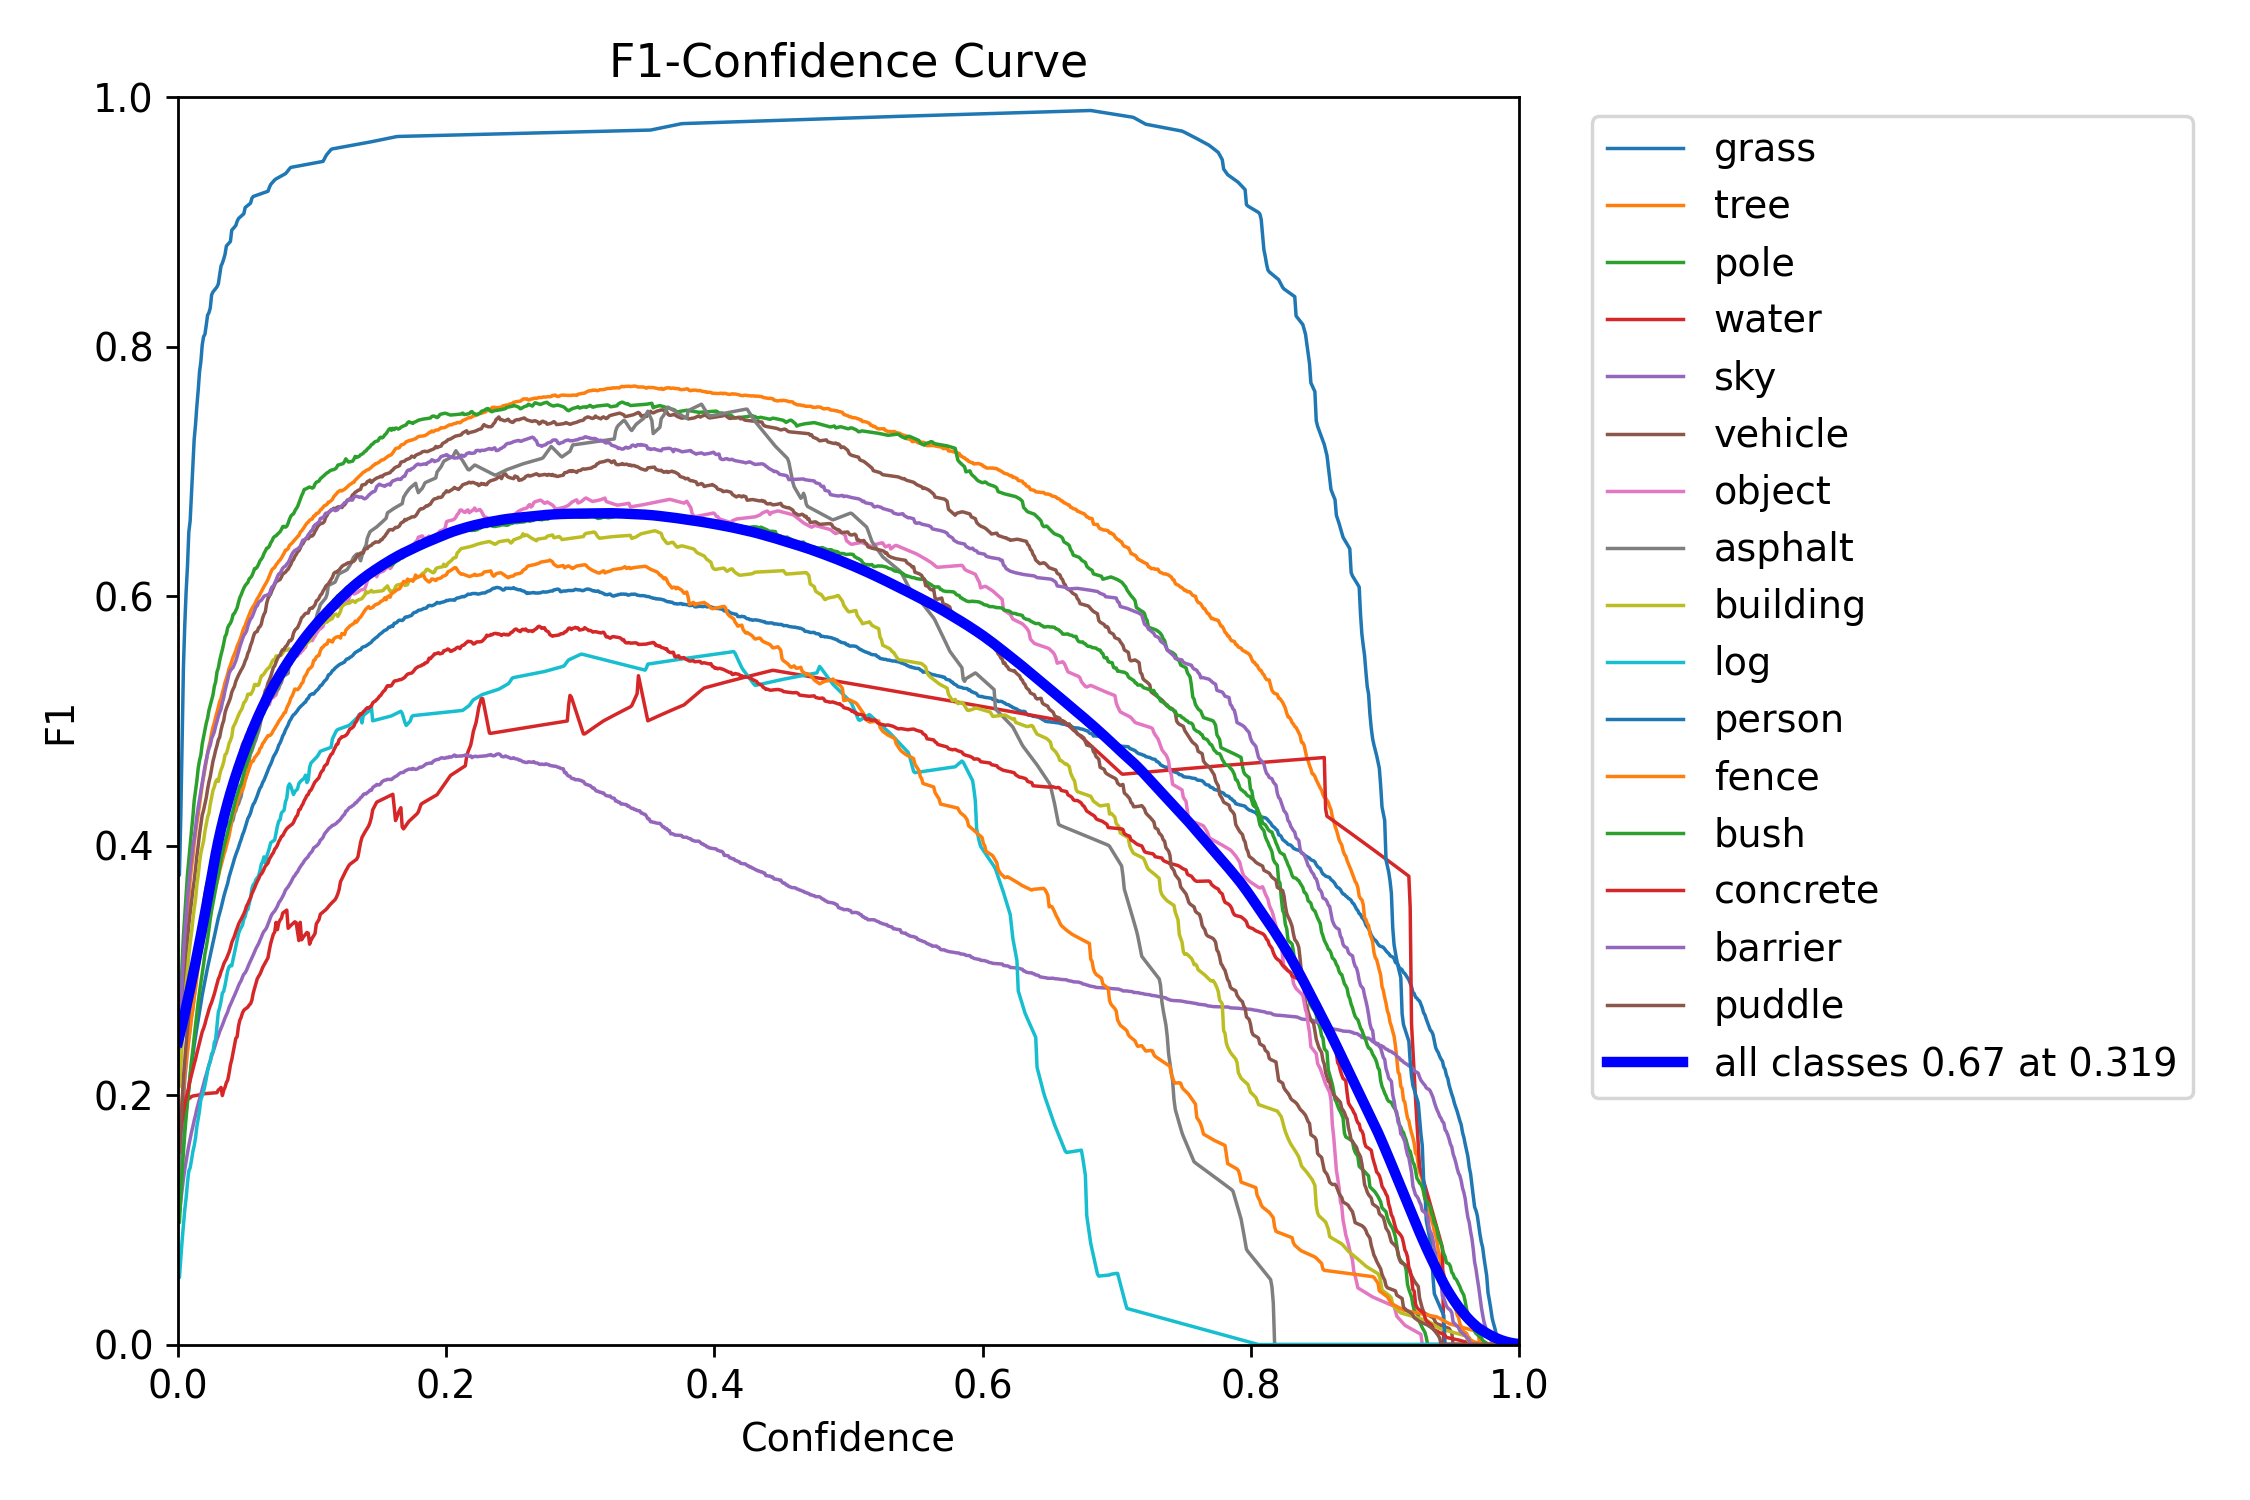 F1-Confidence Curve
1.0
0.8
0.6
0.4
0.2
0.0
F1
0.0 0.2 0.4 0.6 0.8 1.0
Confidence
grass
tree
pole
water
sky
vehicle
object
asphalt
building
log
person
fence
bush
concrete
barrier
puddle
all classes 0.67 at 0.319